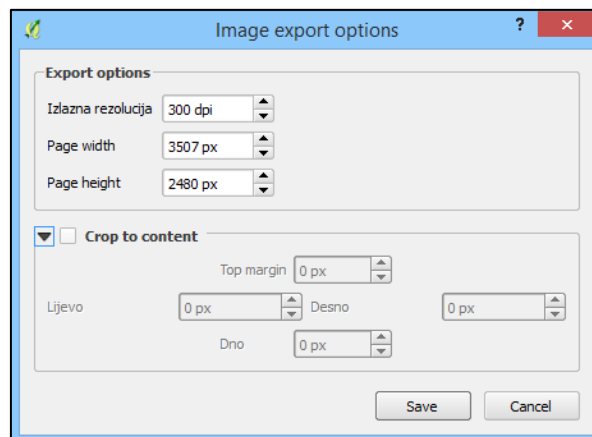 Image export options
?
Export options
Izlazna rezolucija 300 dpi
Page width 3507 px
Page height 2480 px
Crop to content
Top margin 0 px
Lijevo 0 px Desno 0 px
Dno 0 px
Save Cancel